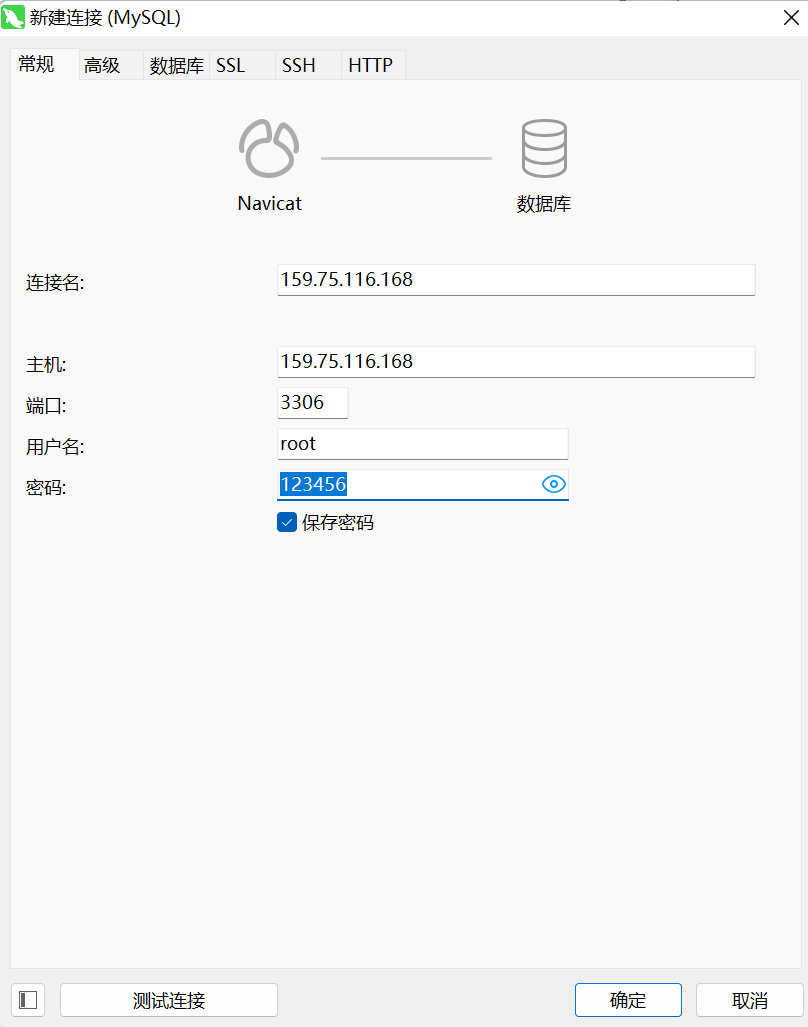 新建连接 (MySQL)
常规 高级 数据库 SSL SSH HTTP
Navicat 数据库
连接名: 159.75.116.168
主机: 159.75.116.168
端口: 3306
用户名: root
密码: 123456
保存密码
测试连接 确定 取消